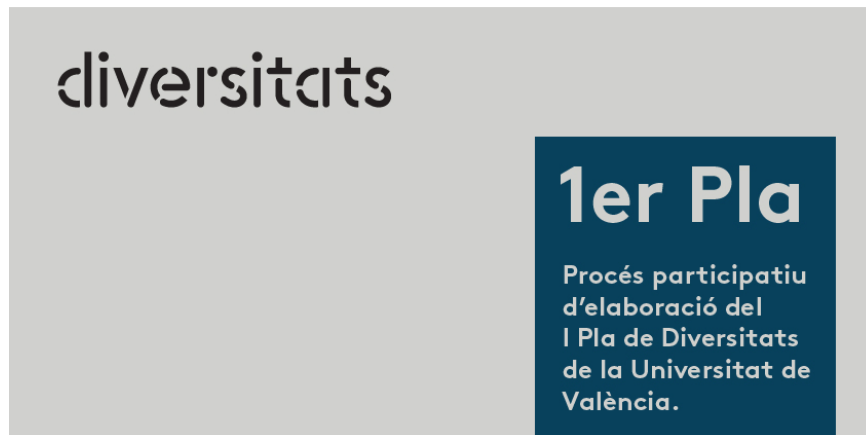 diversitats
1er Pla
Procés participatiu
d’elaboració del
I Pla de Diversitats
de la Universitat de
València.